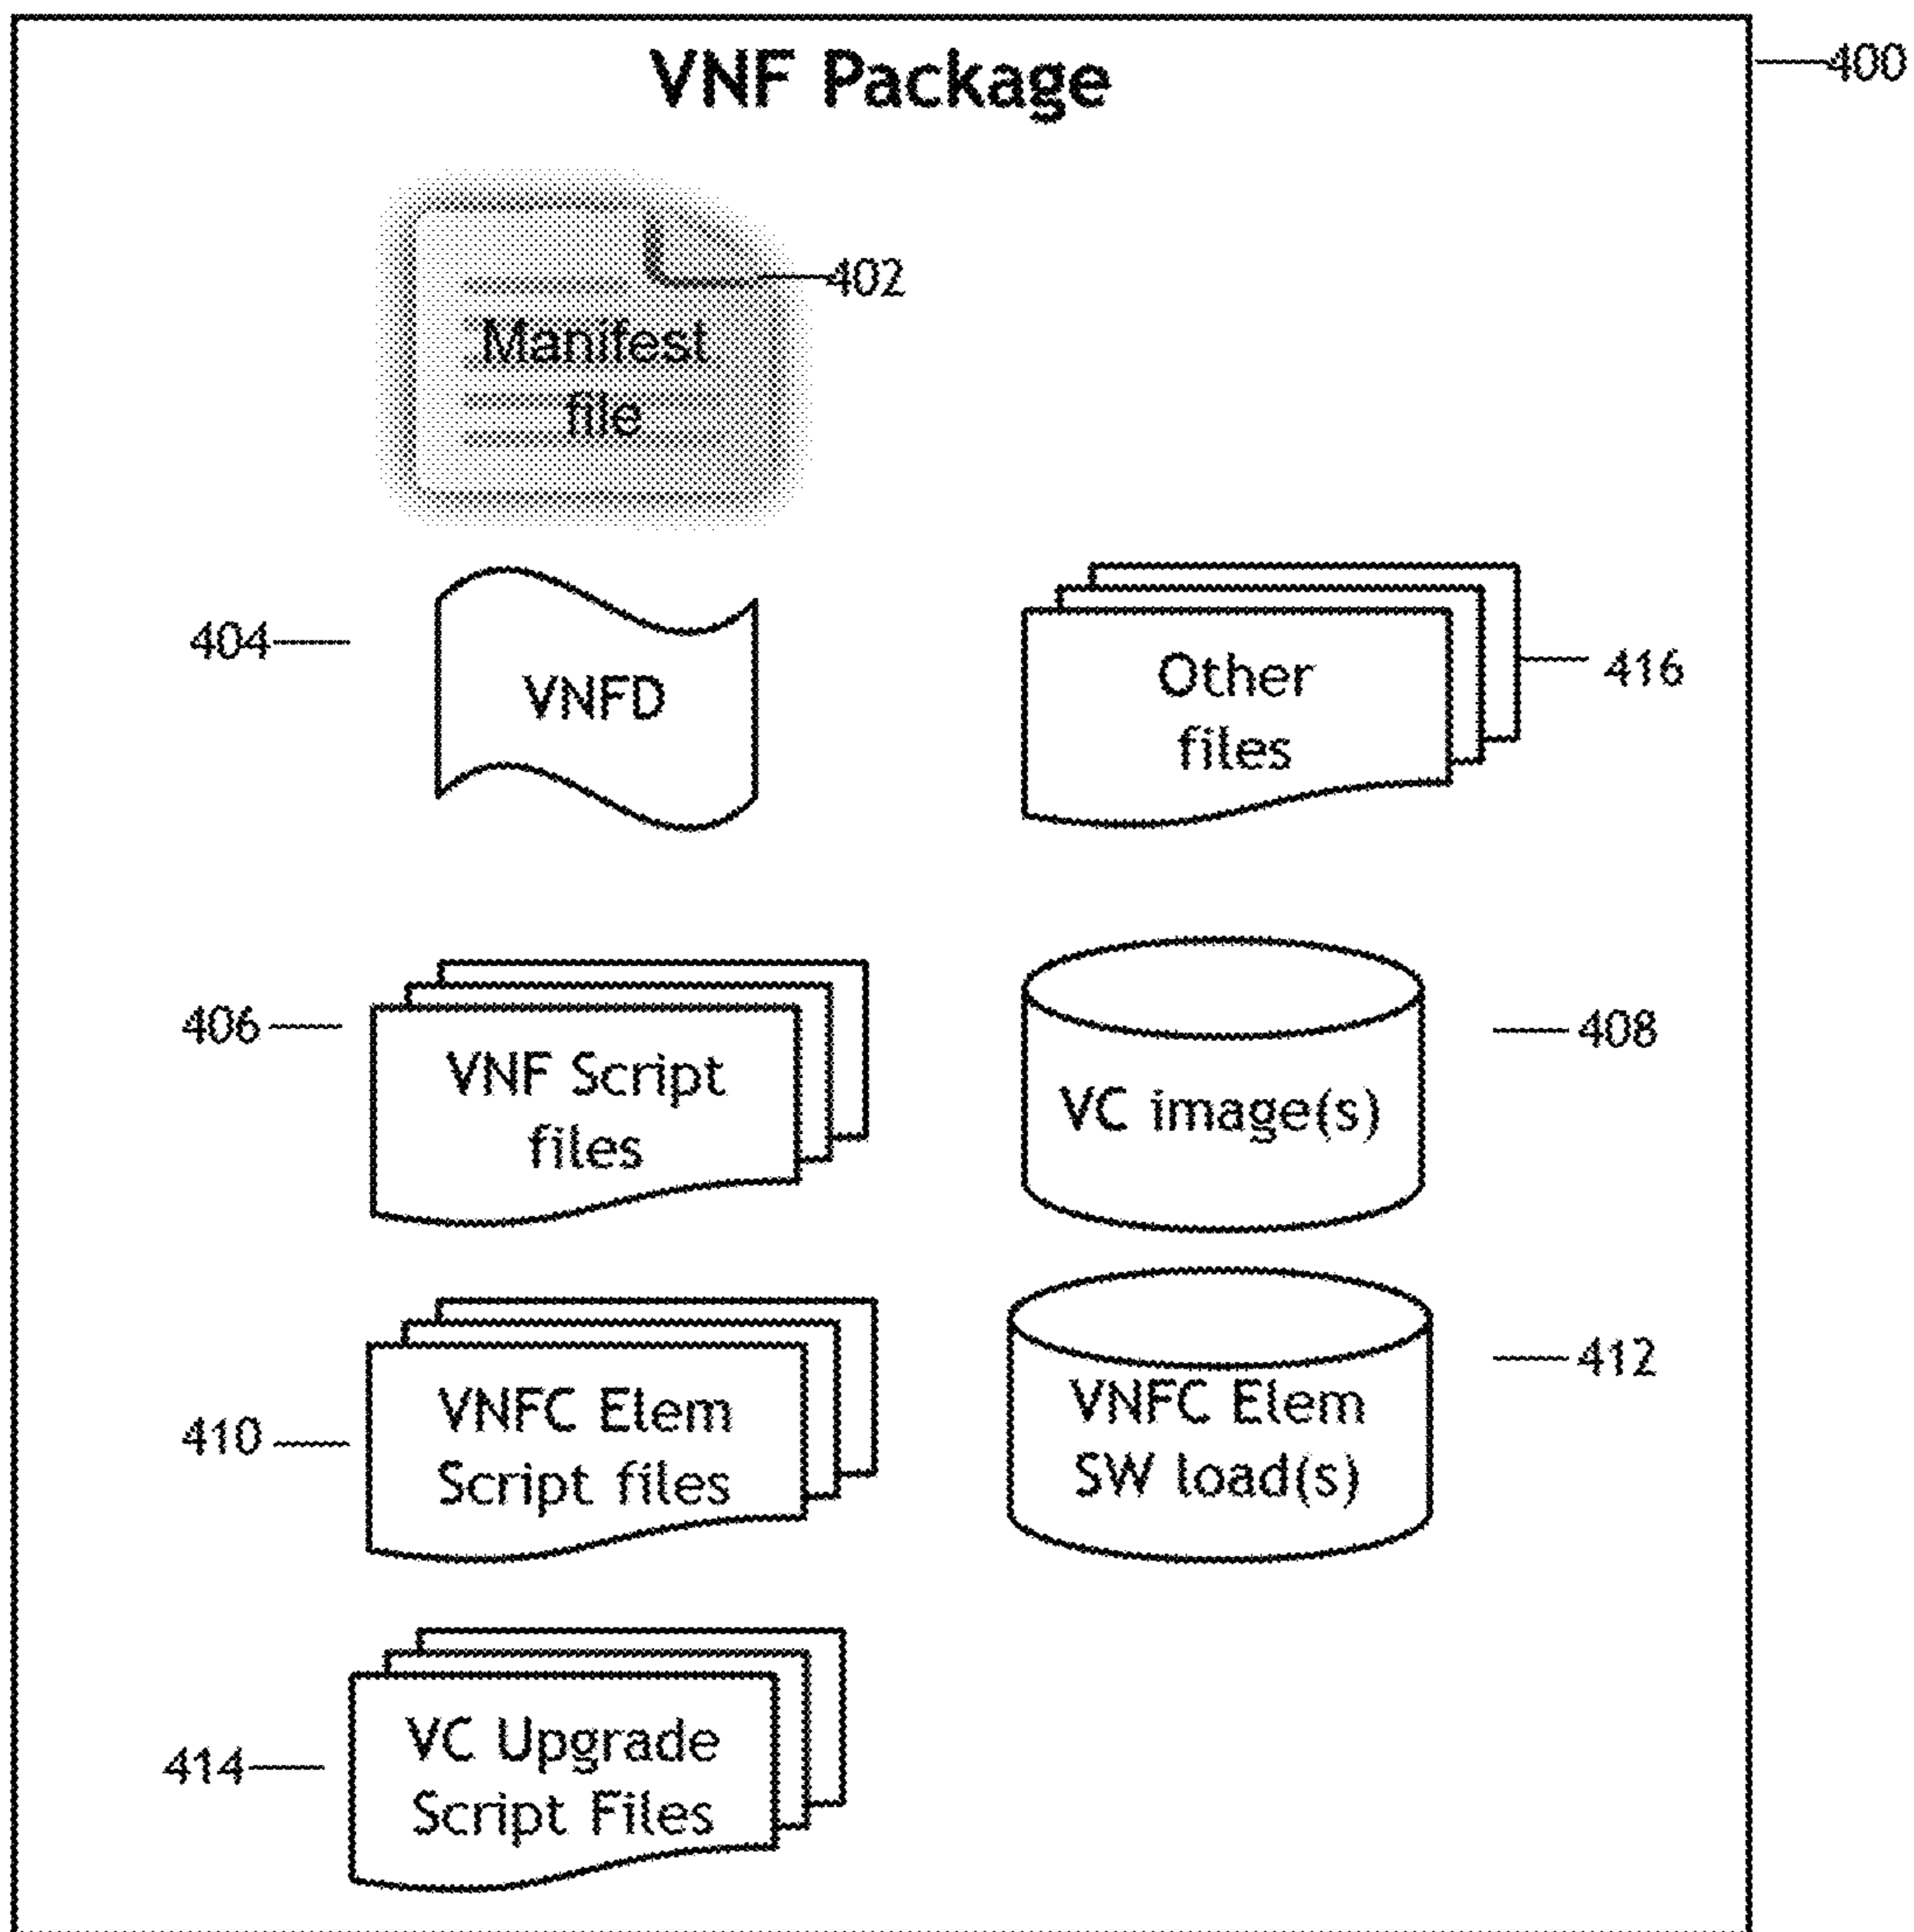 VNF Package
400
402
Manifest
file
404
VNFD
Other
files
416
406
VNF Script
files
VC image(s)
408
410
VNFC Elem
Script files
VNFC Elem
SW load(s)
412
414
VC Upgrade
Script Files